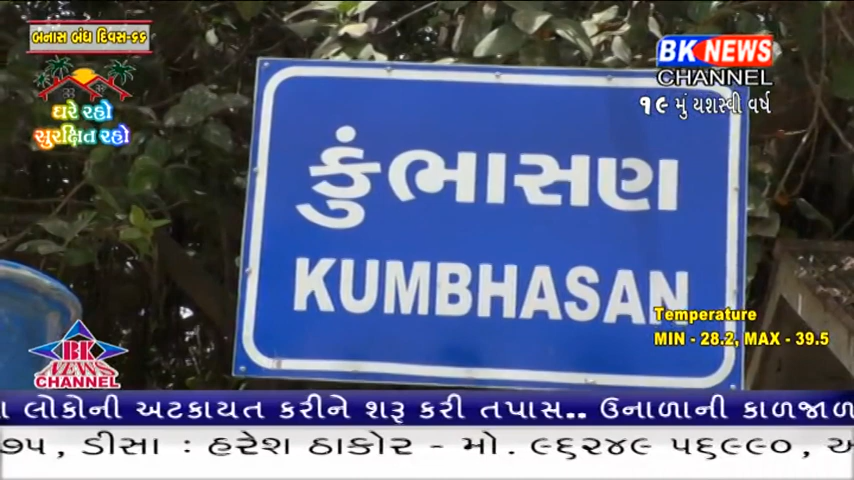 બનાસ બંધ દિવસ-૬૬
ઘરે રહો
સુરક્ષિત રહો
BK NEWS
CHANNEL
૧૯ મું યશસ્વી વર્ષ
કુંભાસણ
KUMBHASAN
Temperature
MIN - 28.2, MAX - 39.5
BK
NEWS
CHANNEL
લોકોની અટકાયત કરીને શરૂ કરી તપાસ.. ઉનાળાની કાળજાળ
૭૫, ડીસા : હરેશ ઠાકોર - મો. ૯૬૨૪૯ ૫૬૯૯૦,